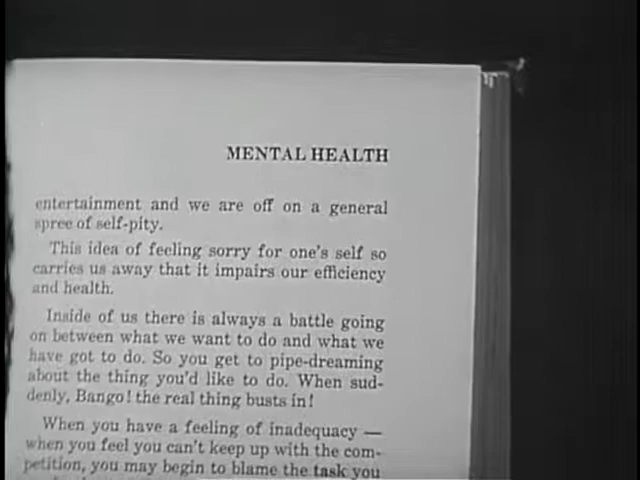 MENTAL HEALTH
entertainment and we are off on a general
spree of self-pity.
This idea of feeling sorry for one's self so
carries us away that it impairs our efficiency
and health.
Inside of us there is always a battle going
on between what we want to do and what we
have got to do. So you get to pipe-dreaming
about the thing you'd like to do. When sud-
denly, Bango! the real thing busts in!
When you have a feeling of inadequacy —
when you feel you can't keep up with the com-
petition, you may begin to blame the task you